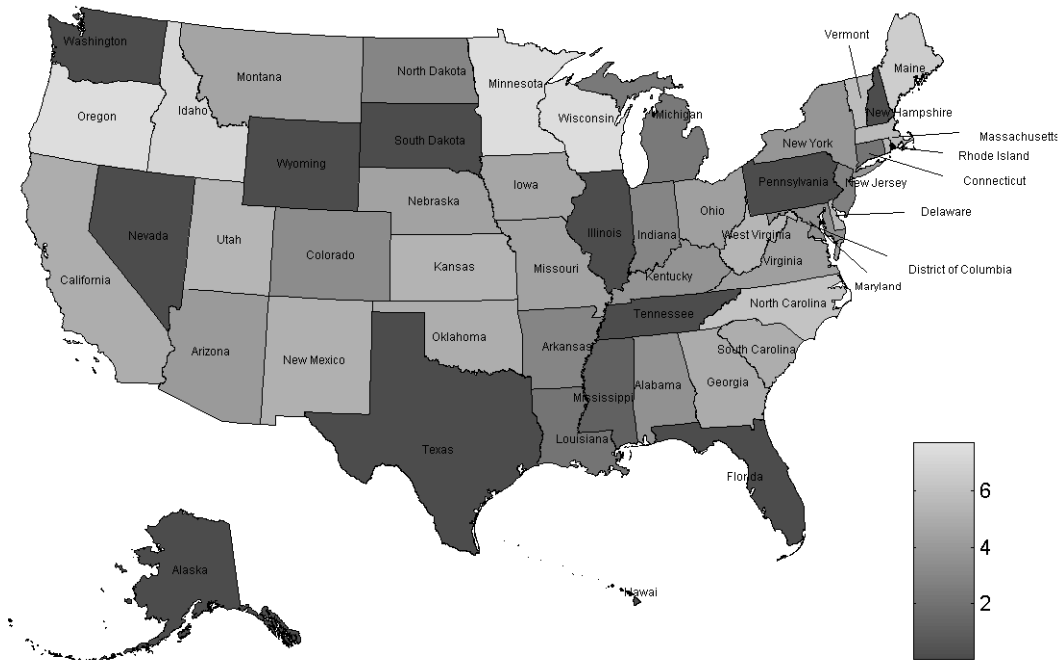 Washington
Montana
North Dakota
Minnesota
Vermont
Maine
Oregon
Idaho
Wisconsin
Michigan
New Hampshire
South Dakota
Massachusetts
New York
Rhode Island
Wyoming
Connecticut
Iowa
Pennsylvania
New Jersey
Nebraska
Ohio
Delaware
Nevada
Utah
Illinois
Indiana
West Virginia
Colorado
Kansas
Missouri
Virginia
District of Columbia
California
Kentucky
Maryland
North Carolina
Tennessee
Oklahoma
Arkansas
Arizona
New Mexico
South Carolina
Alabama
Georgia
Mississippi
Texas
Louisiana
Florida
6
4
2
Alaska
Hawai